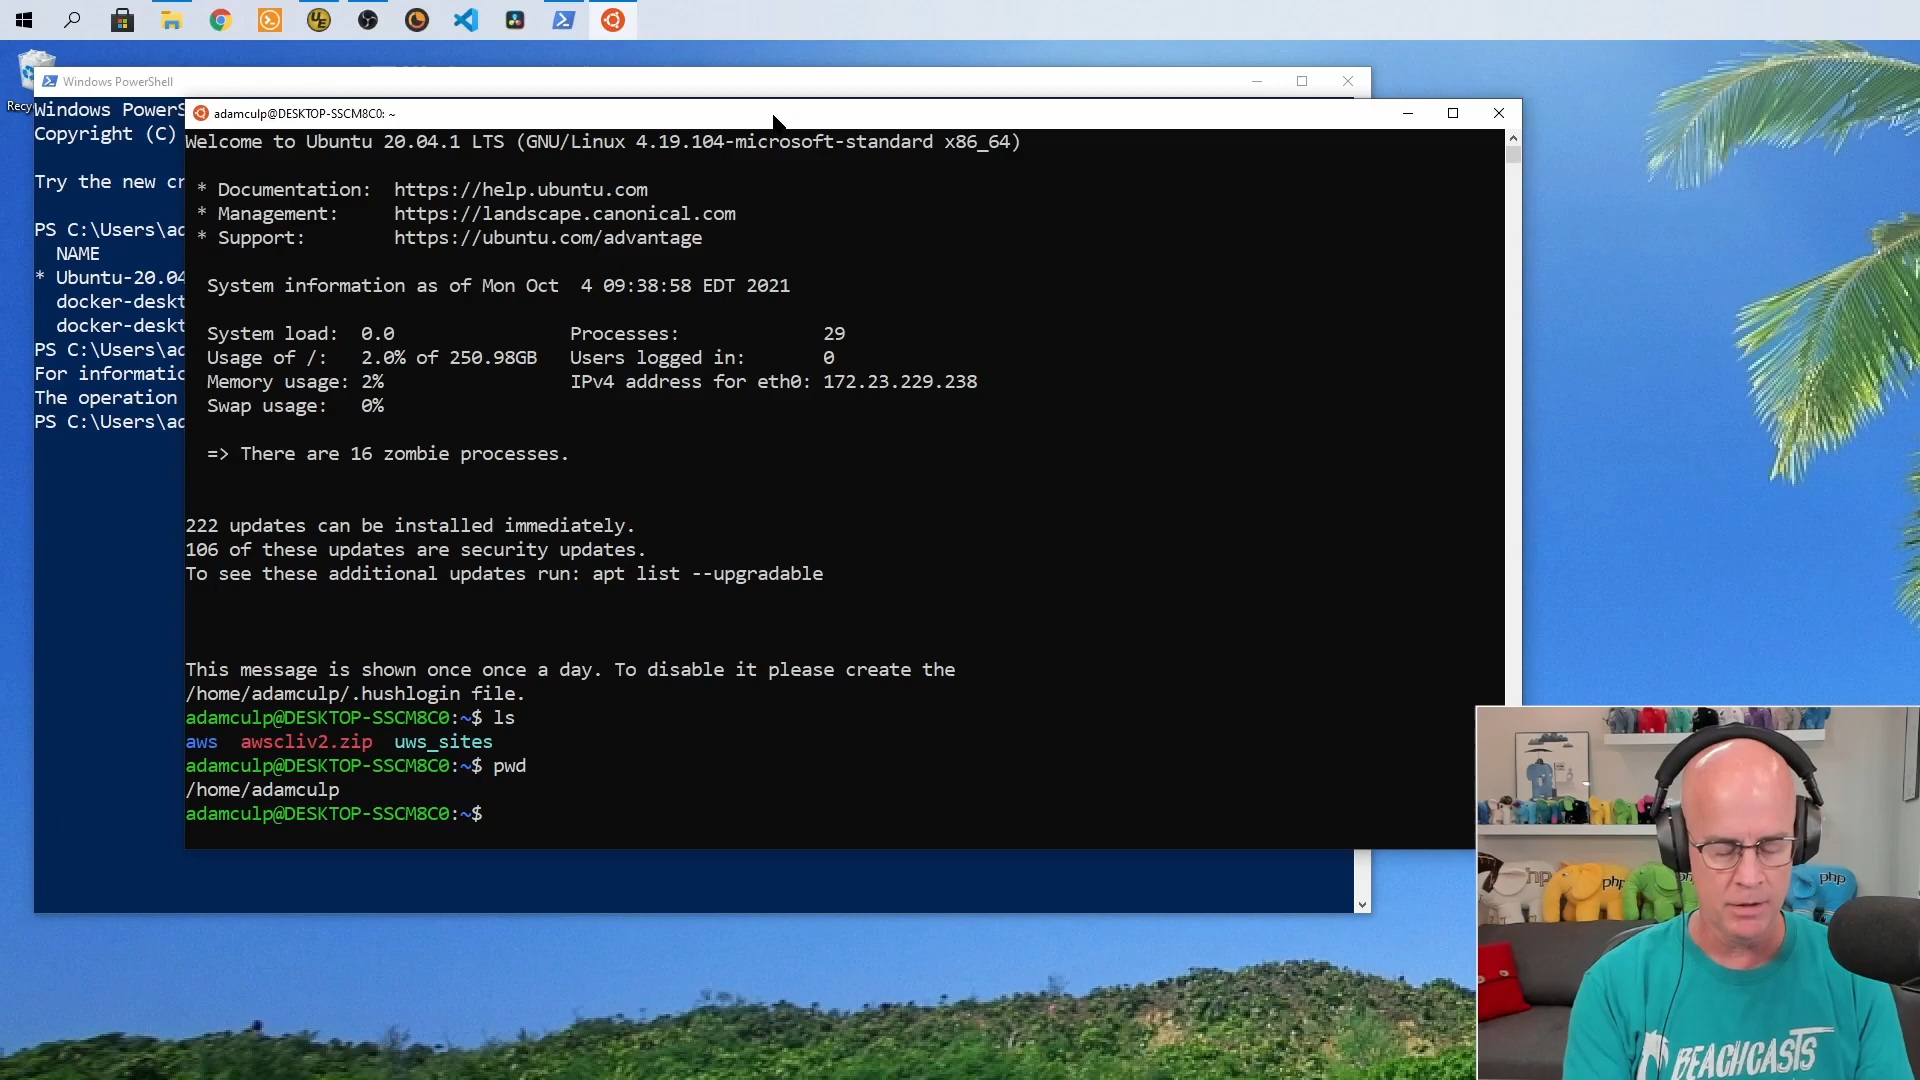 Windows PowerShell
Windows PowerS
Copyright (C)
Try the new cr
PS C:\Users\ad
NAME
* Ubuntu-20.04
docker-deskt
docker-deskt
PS C:\Users\ad
For informatic
The operation
PS C:\Users\ad
Recy
adamculp@DESKTOP-SSCM8C0: ~
Welcome to Ubuntu 20.04.1 LTS (GNU/Linux 4.19.104-microsoft-standard x86_64)
* Documentation:  https://help.ubuntu.com
* Management:     https://landscape.canonical.com
* Support:        https://ubuntu.com/advantage
System information as of Mon Oct  4 09:38:58 EDT 2021
System load:  0.0                Processes:             29
Usage of /:   2.0% of 250.98GB   Users logged in:       0
Memory usage: 2%                 IPv4 address for eth0: 172.23.229.238
Swap usage:   0%
=> There are 16 zombie processes.
222 updates can be installed immediately.
106 of these updates are security updates.
To see these additional updates run: apt list --upgradable
This message is shown once once a day. To disable it please create the
/home/adamculp/.hushlogin file.
adamculp@DESKTOP-SSCM8C0:~$ ls
aws  awscliv2.zip  uws_sites
adamculp@DESKTOP-SSCM8C0:~$ pwd
/home/adamculp
adamculp@DESKTOP-SSCM8C0:~$
php
php
BEACHCASTS